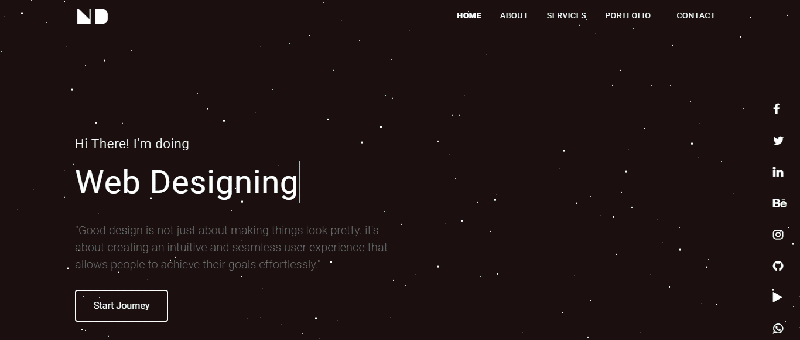 ND
HOME ABOUT SERVICES PORTFOLIO CONTACT
Hi There! I'm doing
Web Designing
"Good design is not just about making things look pretty, it's
about creating an intuitive and seamless user experience that
allows people to achieve their goals effortlessly."
Start Journey